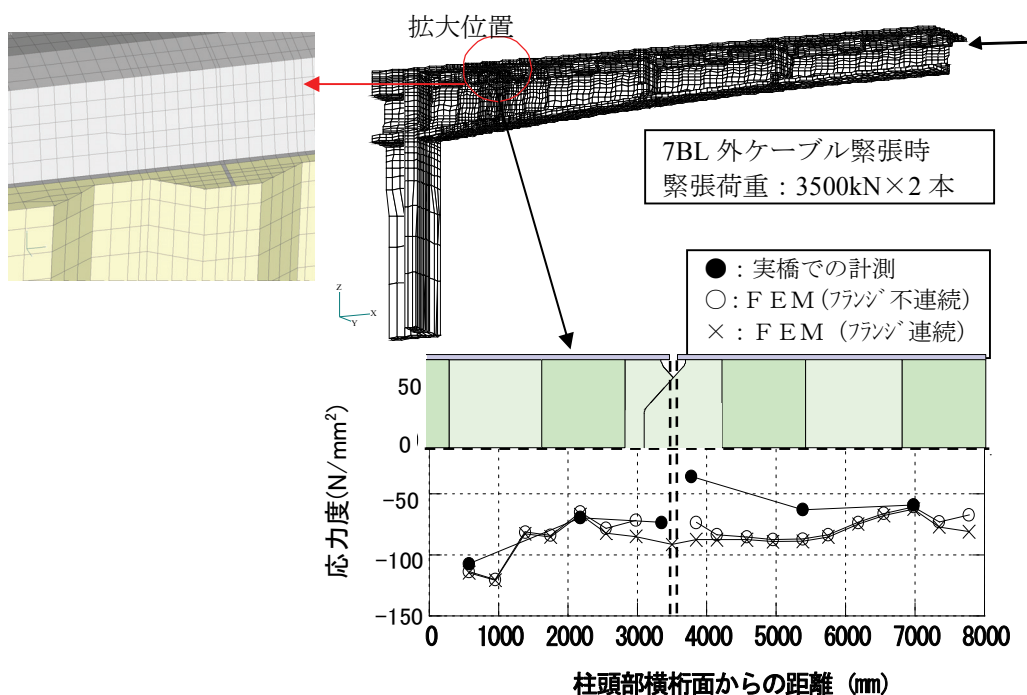 拡大位置
7BL 外ケーブル緊張時
緊張荷重：3500kN×2 本
●：実橋での計測
○：ＦＥＭ(ﾌﾗﾝｼﾞ不連続)
×：ＦＥＭ (ﾌﾗﾝｼﾞ連続)
Z
X
Y
応力度(N/mm²)
50
0
-50
-100
-150
0 1000 2000 3000 4000 5000 6000 7000 8000
柱頭部横桁面からの距離 (mm)